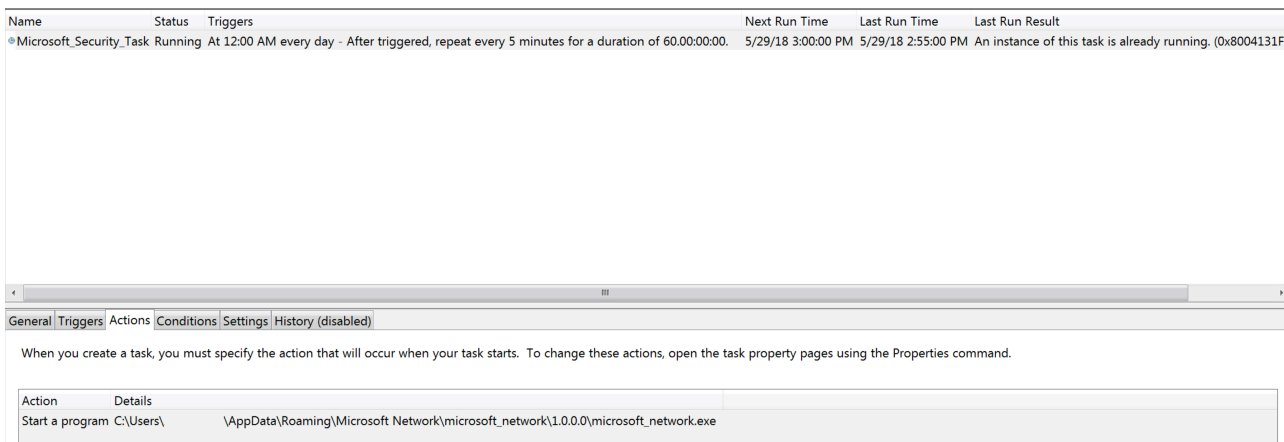 Name Status Triggers Next Run Time Last Run Time Last Run Result
Microsoft_Security_Task Running At 12:00 AM every day - After triggered, repeat every 5 minutes for a duration of 60.00:00:00. 5/29/18 3:00:00 PM 5/29/18 2:55:00 PM An instance of this task is already running. (0x8004131F
General Triggers Actions Conditions Settings History (disabled)
When you create a task, you must specify the action that will occur when your task starts. To change these actions, open the task property pages using the Properties command.
Action Details
Start a program C:\Users\ \AppData\Roaming\Microsoft Network\microsoft_network\1.0.0.0\microsoft_network.exe